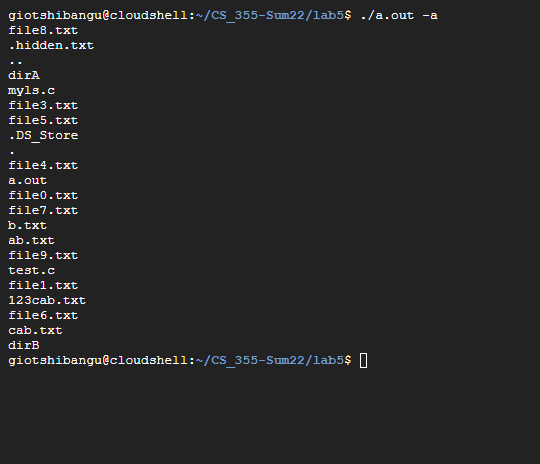 giotshibangu@cloudshell:~/CS_355-Sum22/lab5$ ./a.out -a
file8.txt
.hidden.txt
..
dirA
myls.c
file3.txt
file5.txt
.DS_Store
.
file4.txt
a.out
file0.txt
file7.txt
b.txt
ab.txt
file9.txt
test.c
file1.txt
123cab.txt
file6.txt
cab.txt
dirB
giotshibangu@cloudshell:~/CS_355-Sum22/lab5$